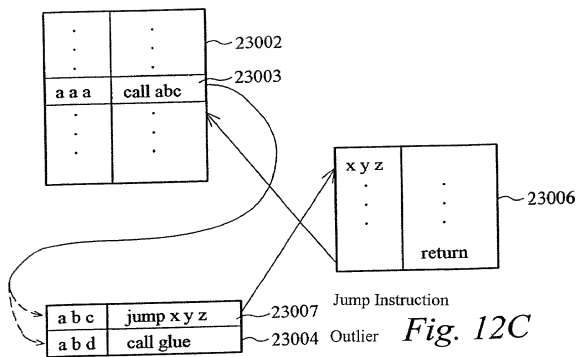 23002
23003
a a a call abc
x y z
23006
return
a b c jump x y z 23007 Jump Instruction
a b d call glue 23004 Outlier
Fig. 12C